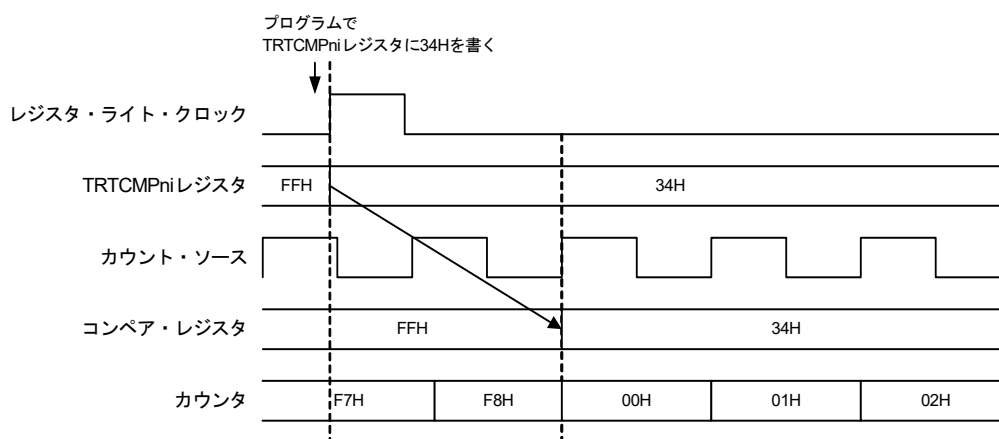 プログラムで
TRTCMPniレジスタに34Hを書く
レジスタ・ライト・クロック
TRTCMPniレジスタ FFH 34H
カウント・ソース
コンペア・レジスタ FFH 34H
カウンタ F7H F8H 00H 01H 02H